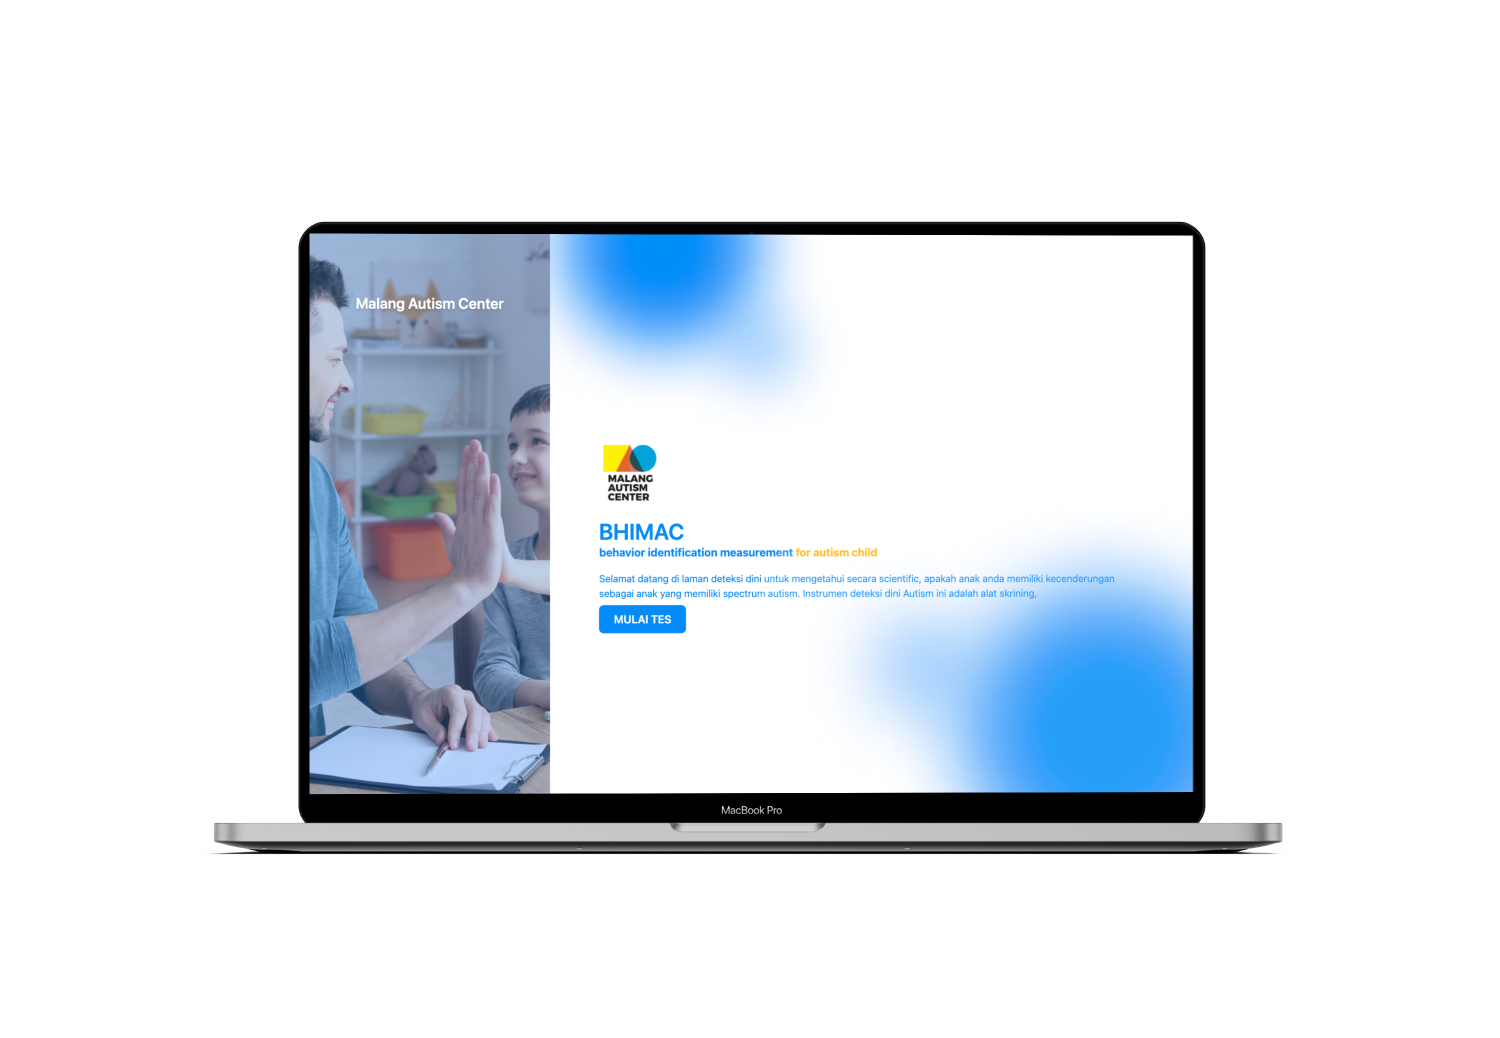 Malang Autism Center
MALANG
AUTISM
CENTER
BHIMAC
behavior identification measurement for autism child
Selamat datang di laman deteksi dini untuk mengetahui secara scientific, apakah anak anda memiliki kecenderungan
sebagai anak yang memiliki spectrum autism. Instrumen deteksi dini Autism ini adalah alat skrining,
MULAI TES
MacBook Pro